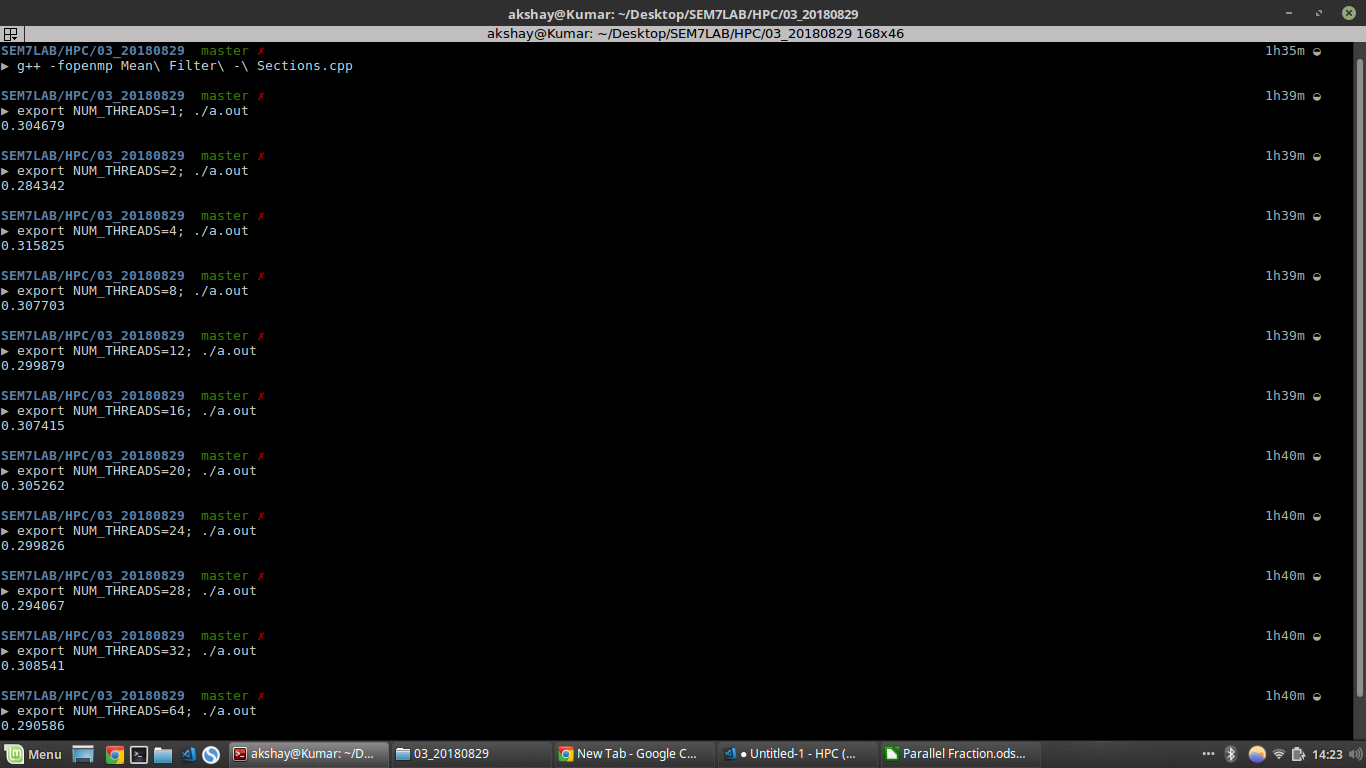 akshay@Kumar: ~/Desktop/SEM7LAB/HPC/03_20180829
akshay@Kumar: ~/Desktop/SEM7LAB/HPC/03_20180829 168x46
SEM7LAB/HPC/03_20180829 master ✗ 1h35m ◒
▶ g++ -fopenmp Mean\ Filter\ -\ Sections.cpp
SEM7LAB/HPC/03_20180829 master ✗ 1h39m ◒
▶ export NUM_THREADS=1; ./a.out
0.304679
SEM7LAB/HPC/03_20180829 master ✗ 1h39m ◒
▶ export NUM_THREADS=2; ./a.out
0.284342
SEM7LAB/HPC/03_20180829 master ✗ 1h39m ◒
▶ export NUM_THREADS=4; ./a.out
0.315825
SEM7LAB/HPC/03_20180829 master ✗ 1h39m ◒
▶ export NUM_THREADS=8; ./a.out
0.307703
SEM7LAB/HPC/03_20180829 master ✗ 1h39m ◒
▶ export NUM_THREADS=12; ./a.out
0.299879
SEM7LAB/HPC/03_20180829 master ✗ 1h39m ◒
▶ export NUM_THREADS=16; ./a.out
0.307415
SEM7LAB/HPC/03_20180829 master ✗ 1h40m ◒
▶ export NUM_THREADS=20; ./a.out
0.305262
SEM7LAB/HPC/03_20180829 master ✗ 1h40m ◒
▶ export NUM_THREADS=24; ./a.out
0.299826
SEM7LAB/HPC/03_20180829 master ✗ 1h40m ◒
▶ export NUM_THREADS=28; ./a.out
0.294067
SEM7LAB/HPC/03_20180829 master ✗ 1h40m ◒
▶ export NUM_THREADS=32; ./a.out
0.308541
SEM7LAB/HPC/03_20180829 master ✗ 1h40m ◒
▶ export NUM_THREADS=64; ./a.out
0.290586
Menu akshay@Kumar: ~/D... 03_20180829 New Tab - Google C... ● Untitled-1 - HPC (... Parallel Fraction.ods... 14:23